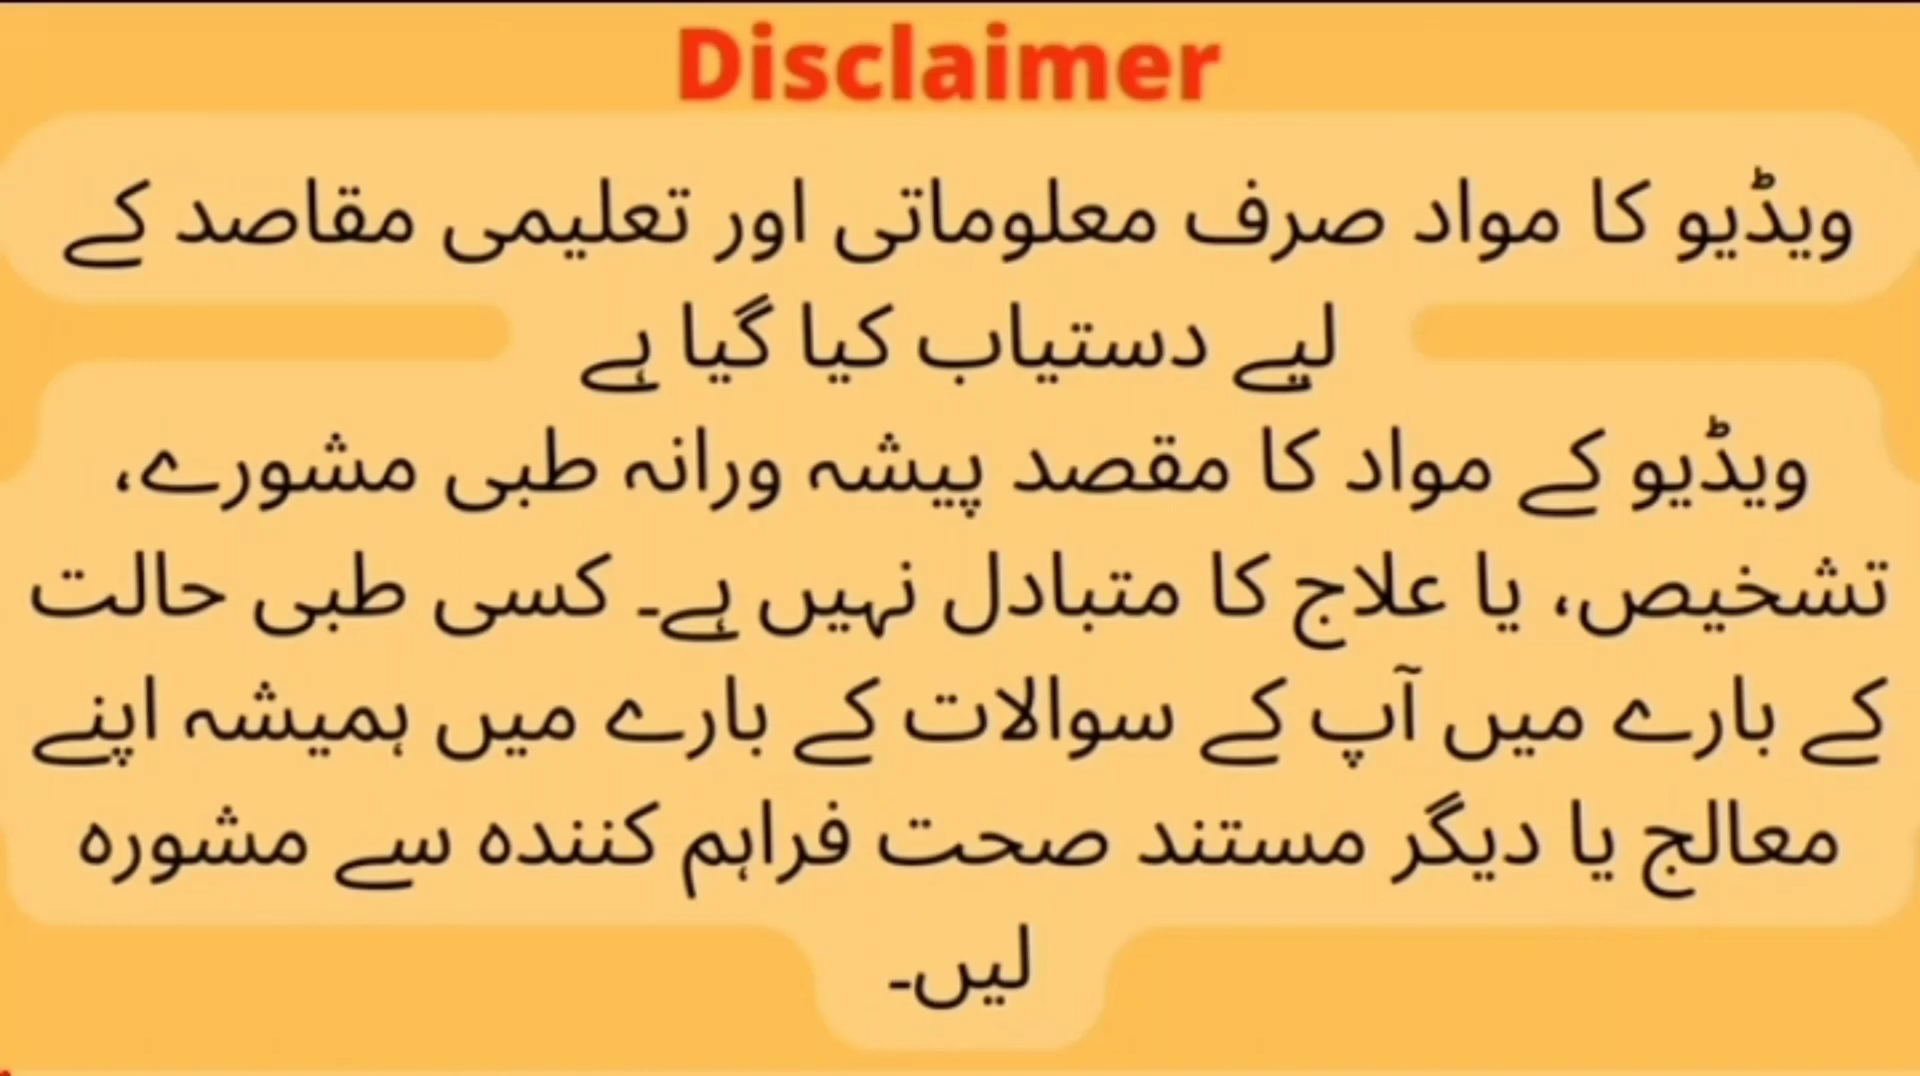 Disclaimer
ویڈیو کا مواد صرف معلوماتی اور تعلیمی مقاصد کے
لیے دستیاب کیا گیا ہے
ویڈیو کے مواد کا مقصد پیشہ ورانہ طبی مشورے،
تشخیص، یا علاج کا متبادل نہیں ہے۔ کسی طبی حالت
کے بارے میں آپ کے سوالات کے بارے میں ہمیشہ اپنے
معالج یا دیگر مستند صحت فراہم کنندہ سے مشورہ
لیں۔